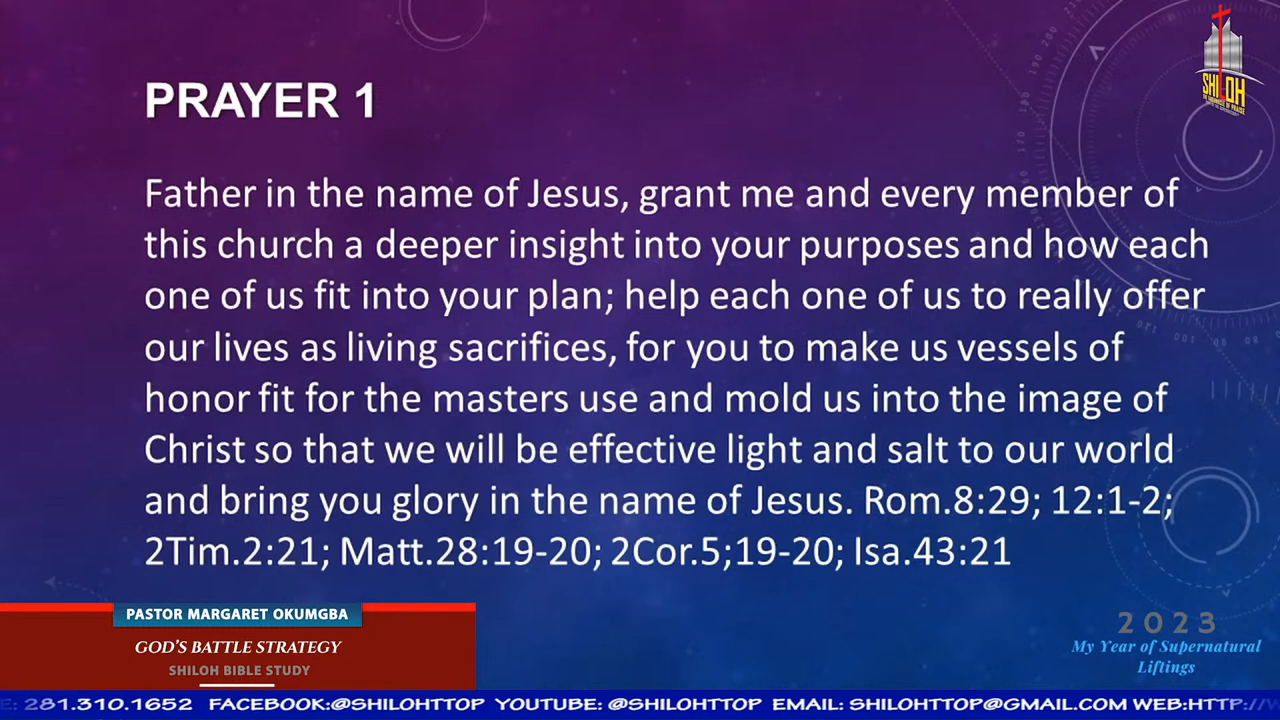 PRAYER 1
Father in the name of Jesus, grant me and every member of
this church a deeper insight into your purposes and how each
one of us fit into your plan; help each one of us to really offer
our lives as living sacrifices, for you to make us vessels of
honor fit for the masters use and mold us into the image of
Christ so that we will be effective light and salt to our world
and bring you glory in the name of Jesus. Rom.8:29; 12:1-2;
2Tim.2:21; Matt.28:19-20; 2Cor.5;19-20; Isa.43:21
SHILOH
PASTOR MARGARET OKUMGBA
GOD'S BATTLE STRATEGY
SHILOH BIBLE STUDY
2023
My Year of Supernatural
Liftings
E: 281.310.1652 FACEBOOK:@SHILOHTTOP YOUTUBE: @SHILOHTTOP EMAIL: SHILOHTTOP@GMAIL.COM WEB:HTTP:/